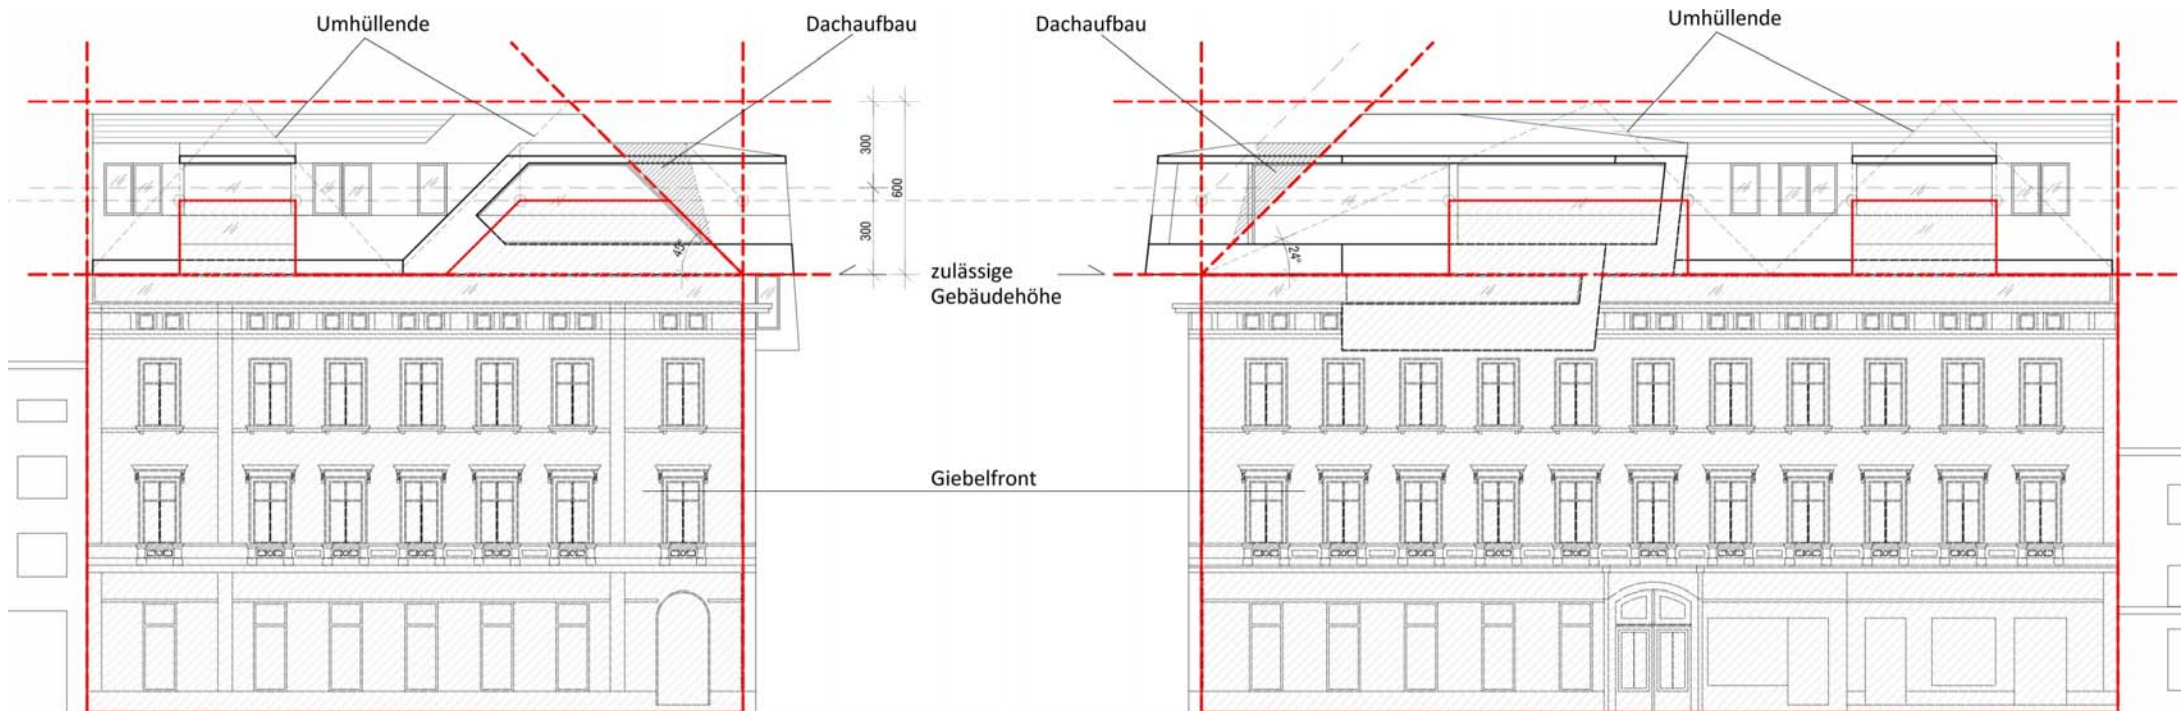 Umhüllende
Dachaufbau
Dachaufbau
Umhüllende
300
600
300
45°
24°
zulässige
Gebäudehöhe
Giebelfront